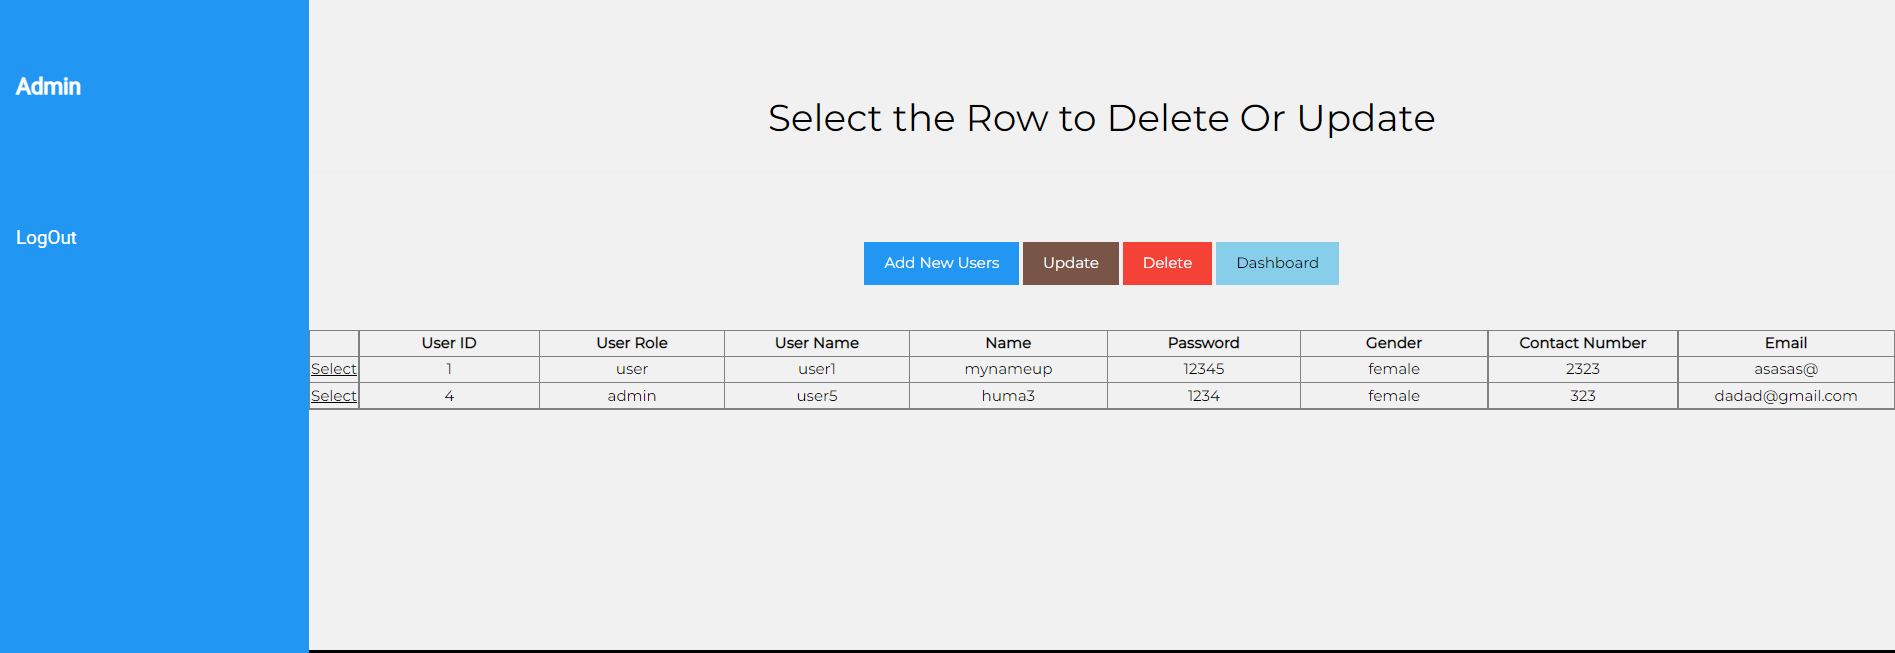 Admin
LogOut
Select the Row to Delete Or Update
Add New Users Update Delete Dashboard
User ID User Role User Name Name Password Gender Contact Number Email
Select 1 user user1 mynameup 12345 female 2323 asasas@
Select 4 admin user5 huma3 1234 female 323 dadad@gmail.com